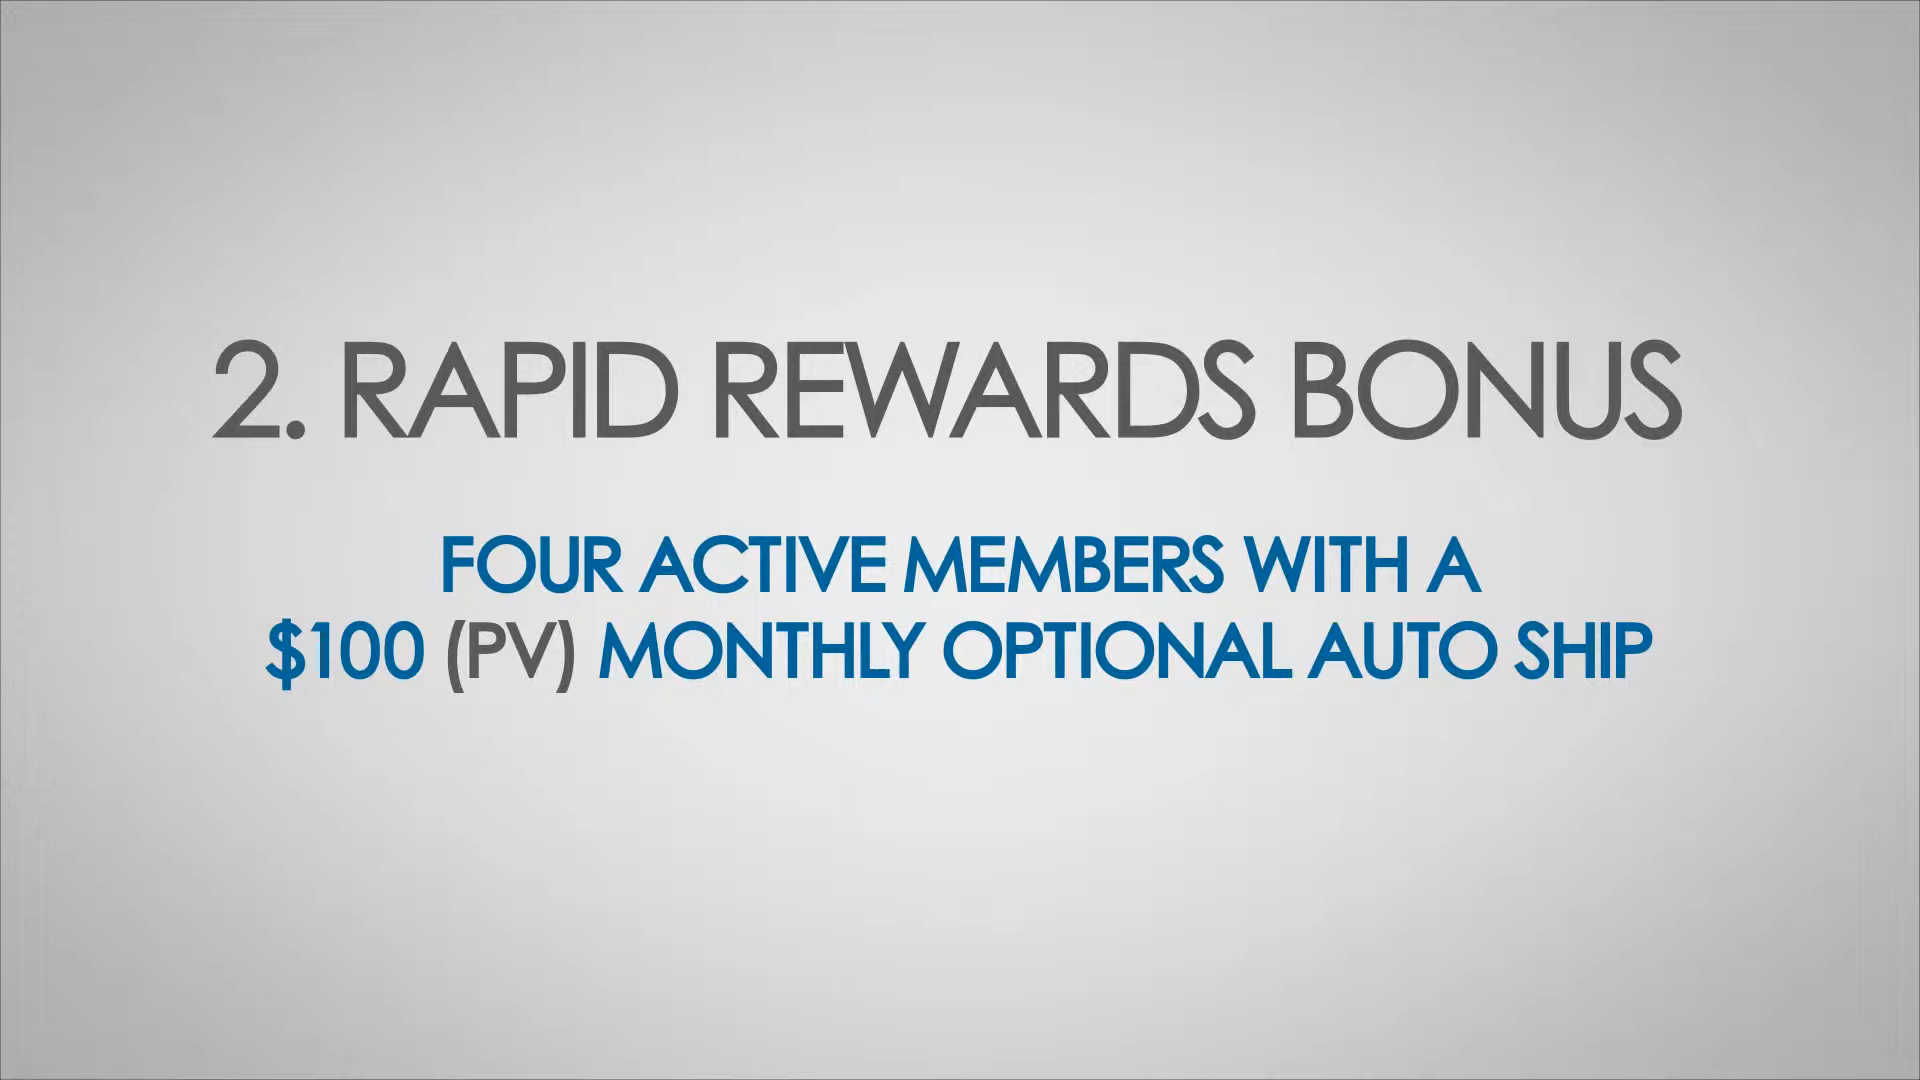 2. RAPID REWARDS BONUS
FOUR ACTIVE MEMBERS WITH A
$100 (PV) MONTHLY OPTIONAL AUTO SHIP